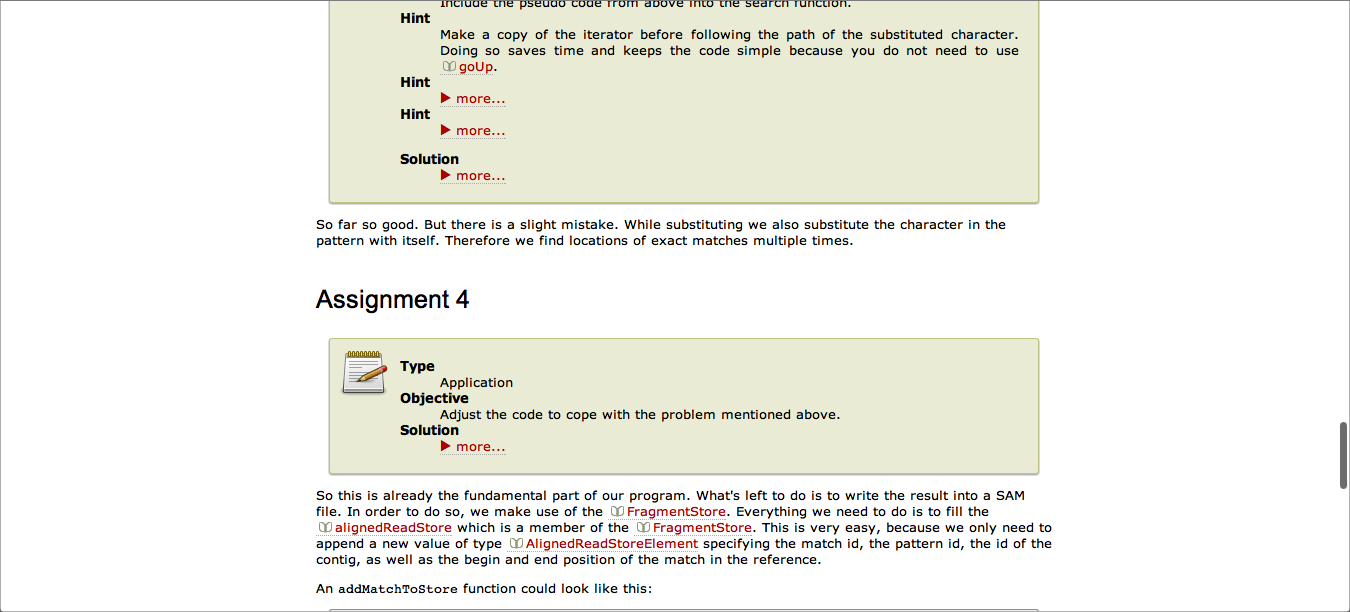 Include the pseudo code from above into the search function.
Hint
Make a copy of the iterator before following the path of the substituted character.
Doing so saves time and keeps the code simple because you do not need to use
goUp.
Hint
more...
Hint
more...
Solution
more...
So far so good. But there is a slight mistake. While substituting we also substitute the character in the
pattern with itself. Therefore we find locations of exact matches multiple times.
Assignment 4
Type
Application
Objective
Adjust the code to cope with the problem mentioned above.
Solution
more...
So this is already the fundamental part of our program. What's left to do is to write the result into a SAM
file. In order to do so, we make use of the FragmentStore. Everything we need to do is to fill the
alignedReadStore which is a member of the FragmentStore. This is very easy, because we only need to
append a new value of type AlignedReadStoreElement specifying the match id, the pattern id, the id of the
contig, as well as the begin and end position of the match in the reference.
An addMatchToStore function could look like this: